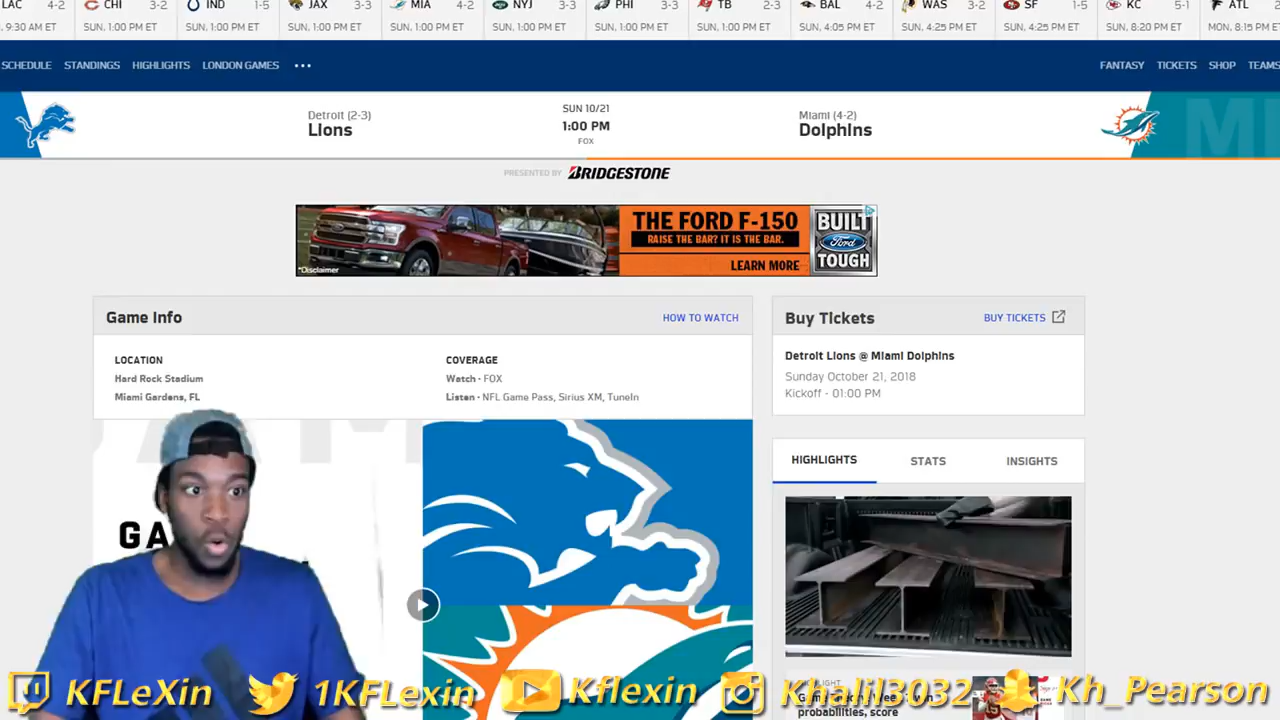 LAC 4-2 CHI 3-2 IND 1-5 JAX 3-3 MIA 4-2 NYJ 3-3 PHI 3-3 TB 2-3 BAL 4-2 WAS 3-2 SF 1-5 KC 5-1 ATL
, 9:30 AM ET SUN, 1:00 PM ET SUN, 1:00 PM ET SUN, 1:00 PM ET SUN, 1:00 PM ET SUN, 1:00 PM ET SUN, 1:00 PM ET SUN, 1:00 PM ET SUN, 4:05 PM ET SUN, 4:25 PM ET SUN, 4:25 PM ET SUN, 8:20 PM ET MON, 8:15 PM E
SCHEDULE STANDINGS HIGHLIGHTS LONDON GAMES ••• FANTASY TICKETS SHOP TEAMS
Detroit (2-3) SUN 10/21 Miami (4-2)
Lions 1:00 PM Dolphins
FOX
MI
PRESENTED BY BRIDGESTONE
THE FORD F-150
RAISE THE BAR? IT IS THE BAR.
LEARN MORE
*Disclaimer
BUILT
Ford
TOUGH
Game Info HOW TO WATCH
LOCATION COVERAGE
Hard Rock Stadium Watch · FOX
Miami Gardens, FL Listen · NFL Game Pass, Sirius XM, TuneIn
Buy Tickets BUY TICKETS
Detroit Lions @ Miami Dolphins
Sunday October 21, 2018
Kickoff - 01:00 PM
HIGHLIGHTS STATS INSIGHTS
GA
probabilities, score
KFLeXin 1KFLexin Kflexin Khalil3032 Kh_Pearson